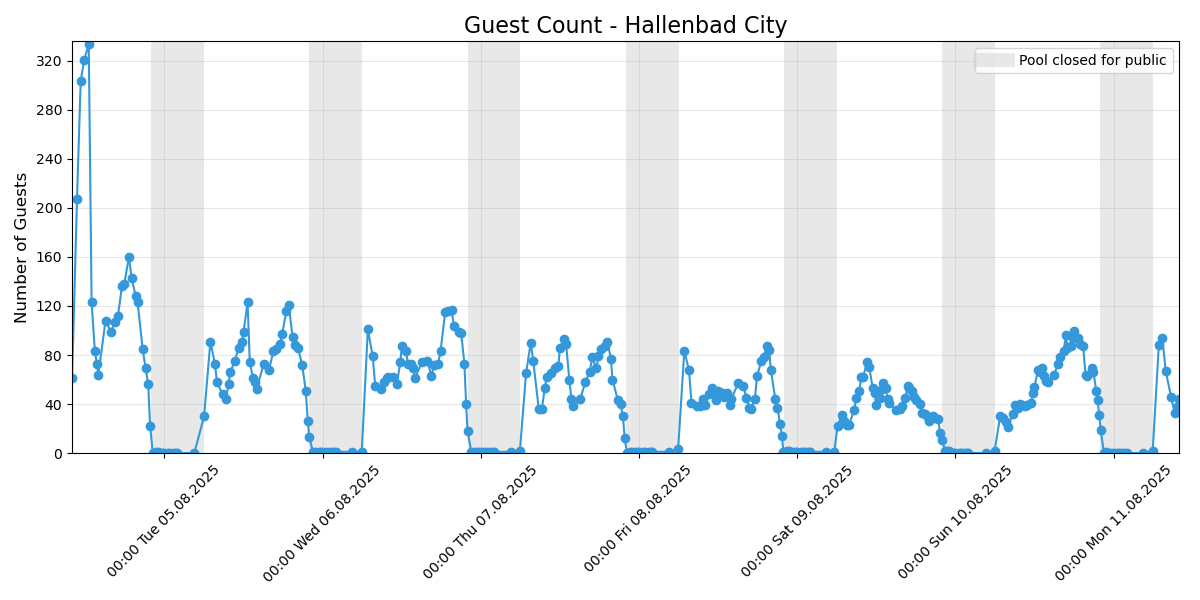 Guest Count - Hallenbad City
Pool closed for public
Number of Guests
320
280
240
200
160
120
80
40
0
00:00 Tue 05.08.2025
00:00 Wed 06.08.2025
00:00 Thu 07.08.2025
00:00 Fri 08.08.2025
00:00 Sat 09.08.2025
00:00 Sun 10.08.2025
00:00 Mon 11.08.2025